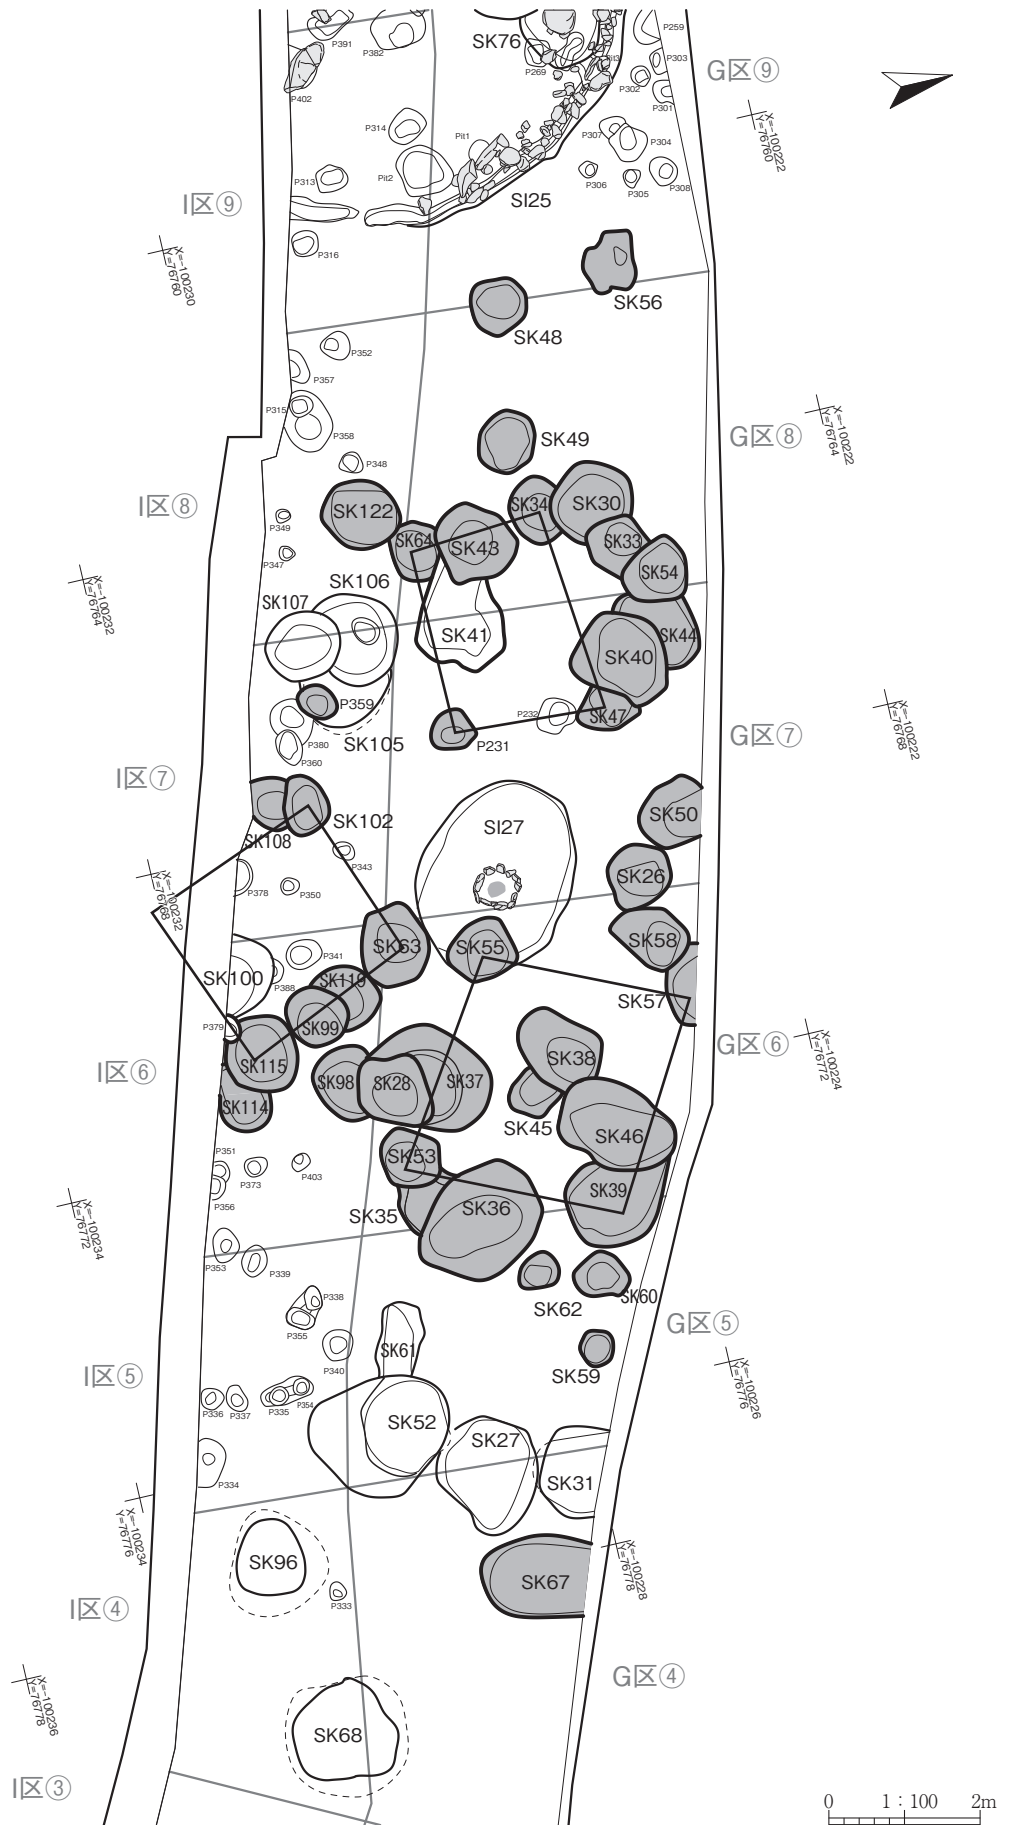 P391
P382
SK76
P259
P269
Pit3
P303
G区⑨
P402
P302
P301
X=-100222
Y=76760
P314
Pit1
P307
P304
Pit2
P313
P306
P305
P308
I区⑨
SI25
P316
X=-100230
Y=76760
SK56
SK48
P352
P357
P315
P358
SK49
G区⑧
X=-100222
Y=76764
P348
I区⑧
SK122
SK34
SK30
P349
SK64
SK43
SK33
P347
SK54
X=-100232
Y=76764
SK106
SK107
SK41
SK44
SK40
P359
P232
SK47
X=-100222
Y=76768
P380
SK105
P231
G区⑦
P360
I区⑦
SK102
SI27
SK50
SK108
P343
P378
P350
SK26
X=-100232
Y=76768
SK63
SK55
SK58
P341
SK100
P388
SK119
SK57
P379
SK99
G区⑥
X=-100224
Y=76772
SK115
SK38
I区⑥
SK98
SK28
SK37
SK114
SK45
SK46
P351
SK53
P373
P403
SK39
P356
SK35
SK36
X=-100234
Y=76772
P353
P339
SK60
P338
SK62
P355
G区⑤
P340
SK61
SK59
I区⑤
X=-100226
Y=76776
P336
P337
P335
P354
SK52
SK27
SK31
P334
X=-100234
Y=76776
SK96
SK67
P333
X=-100228
Y=76778
I区④
G区④
X=-100236
Y=76778
SK68
I区③
0 1：100 2m